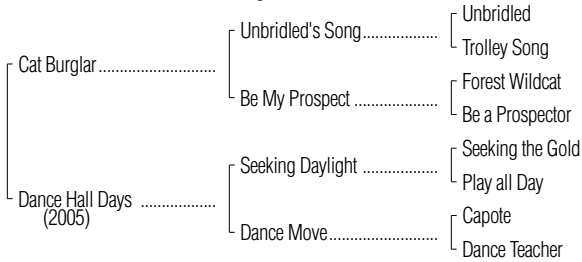 Unbridled
Unbridled's Song..................
Trolley Song
Cat Burglar...........................
Forest Wildcat
Be My Prospect ...................
Be a Prospector
Seeking the Gold
Seeking Daylight .................
Play all Day
Dance Hall Days .................
(2005)
Capote
Dance Move.........................
Dance Teacher